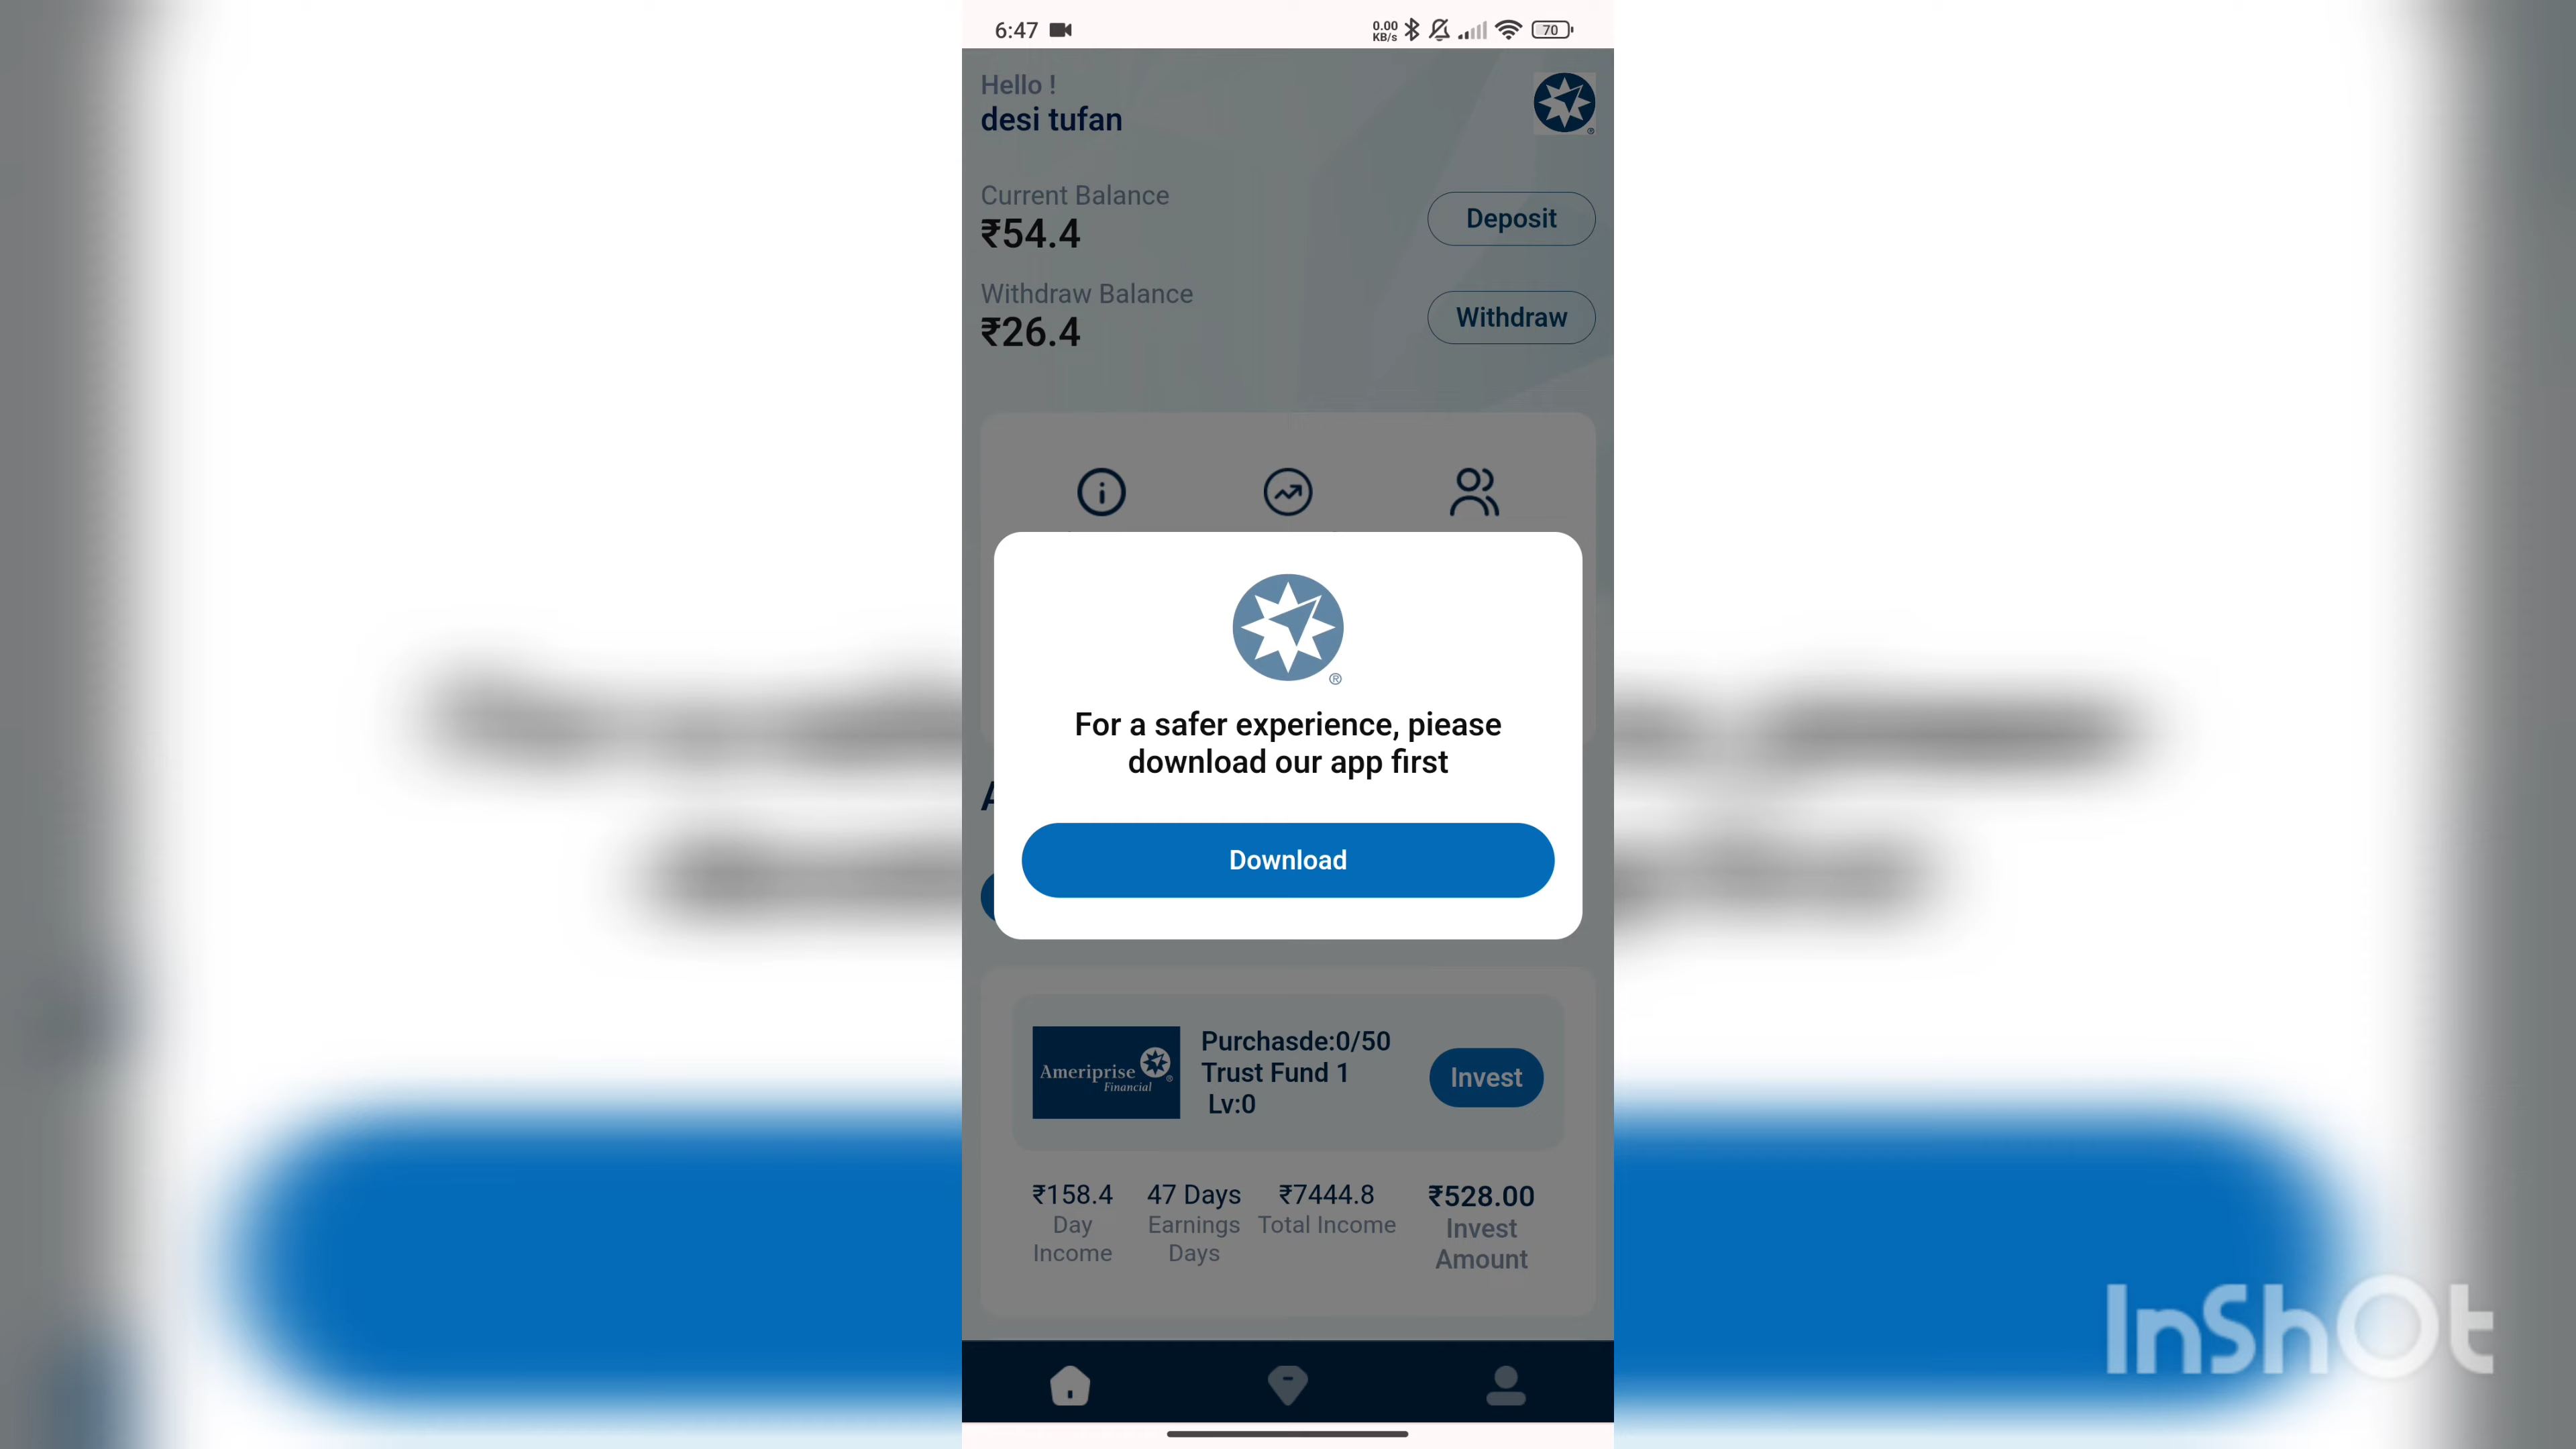 6:47
0.00
KB/s
70
Hello !
desi tufan
Current Balance
₹54.4
Deposit
Withdraw Balance
₹26.4
Withdraw
®
For a safer experience, piease
download our app first
Download
Purchasde:0/50
Trust Fund 1
Lv:0
Ameriprise
Financial
Invest
₹158.4
Day
Income
47 Days
Earnings
Days
₹7444.8
Total Income
₹528.00
Invest
Amount
InShOt